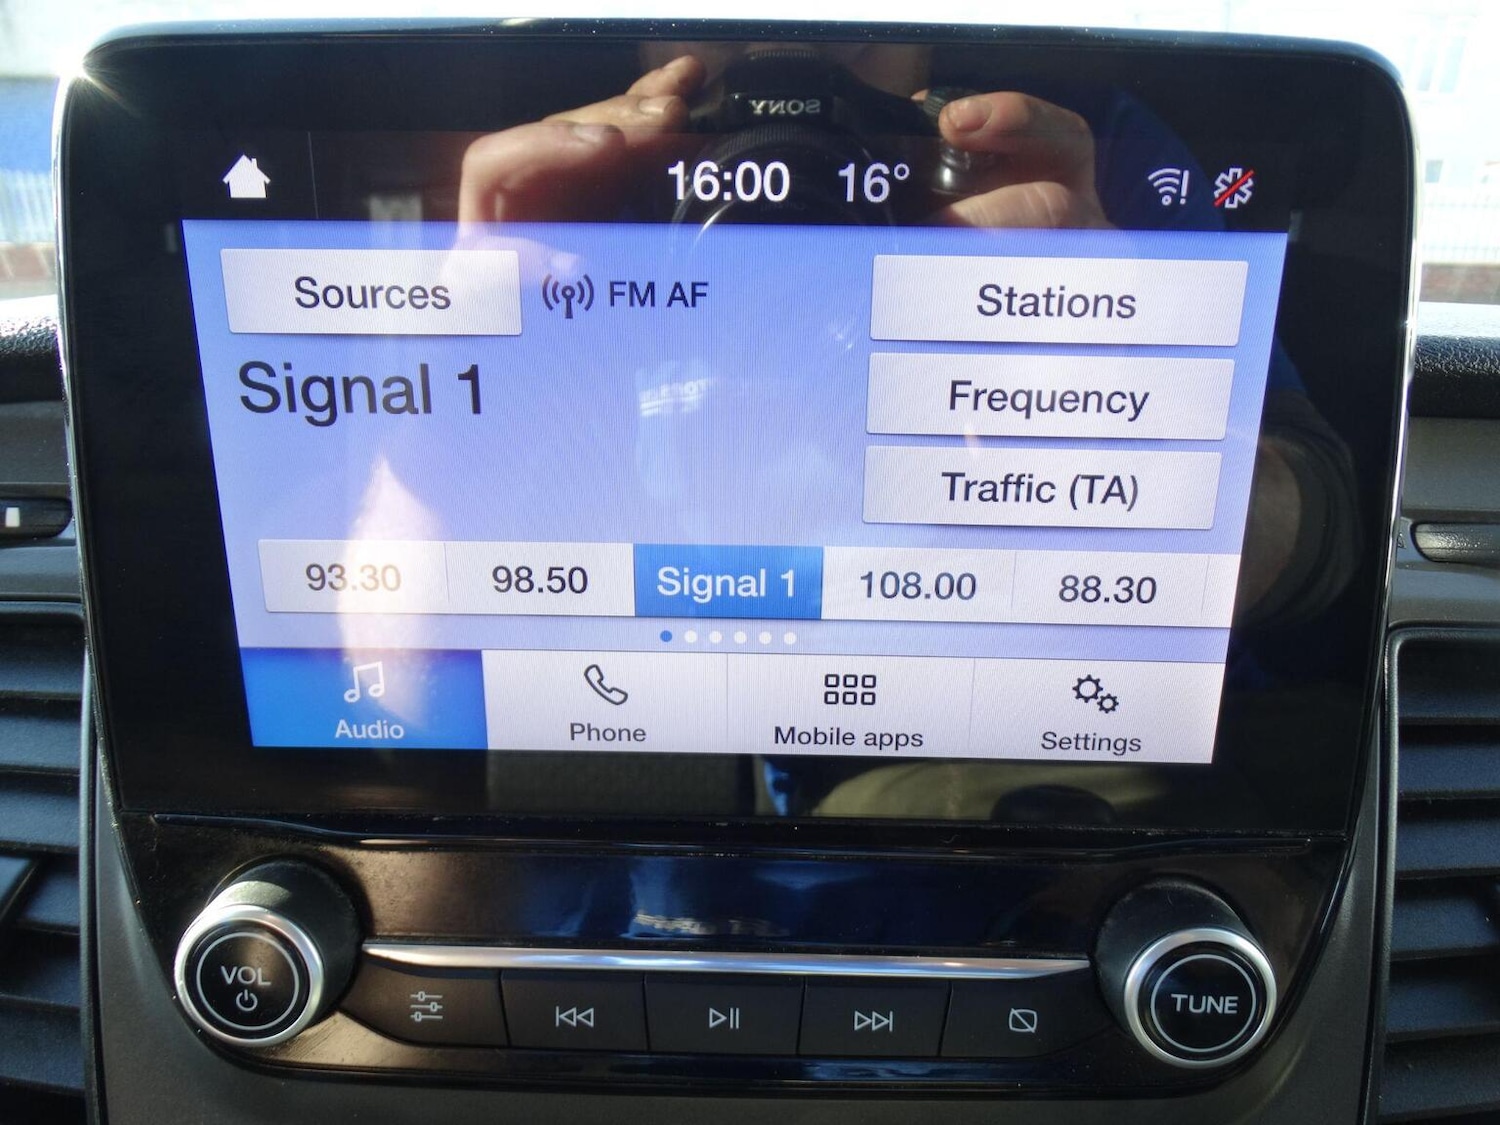 SONY
16:00 16°
Sources FM AF Stations
Signal 1
Frequency
Traffic (TA)
93.30 98.50 Signal 1 108.00 88.30
Audio Phone Mobile apps Settings
VOL
TUNE